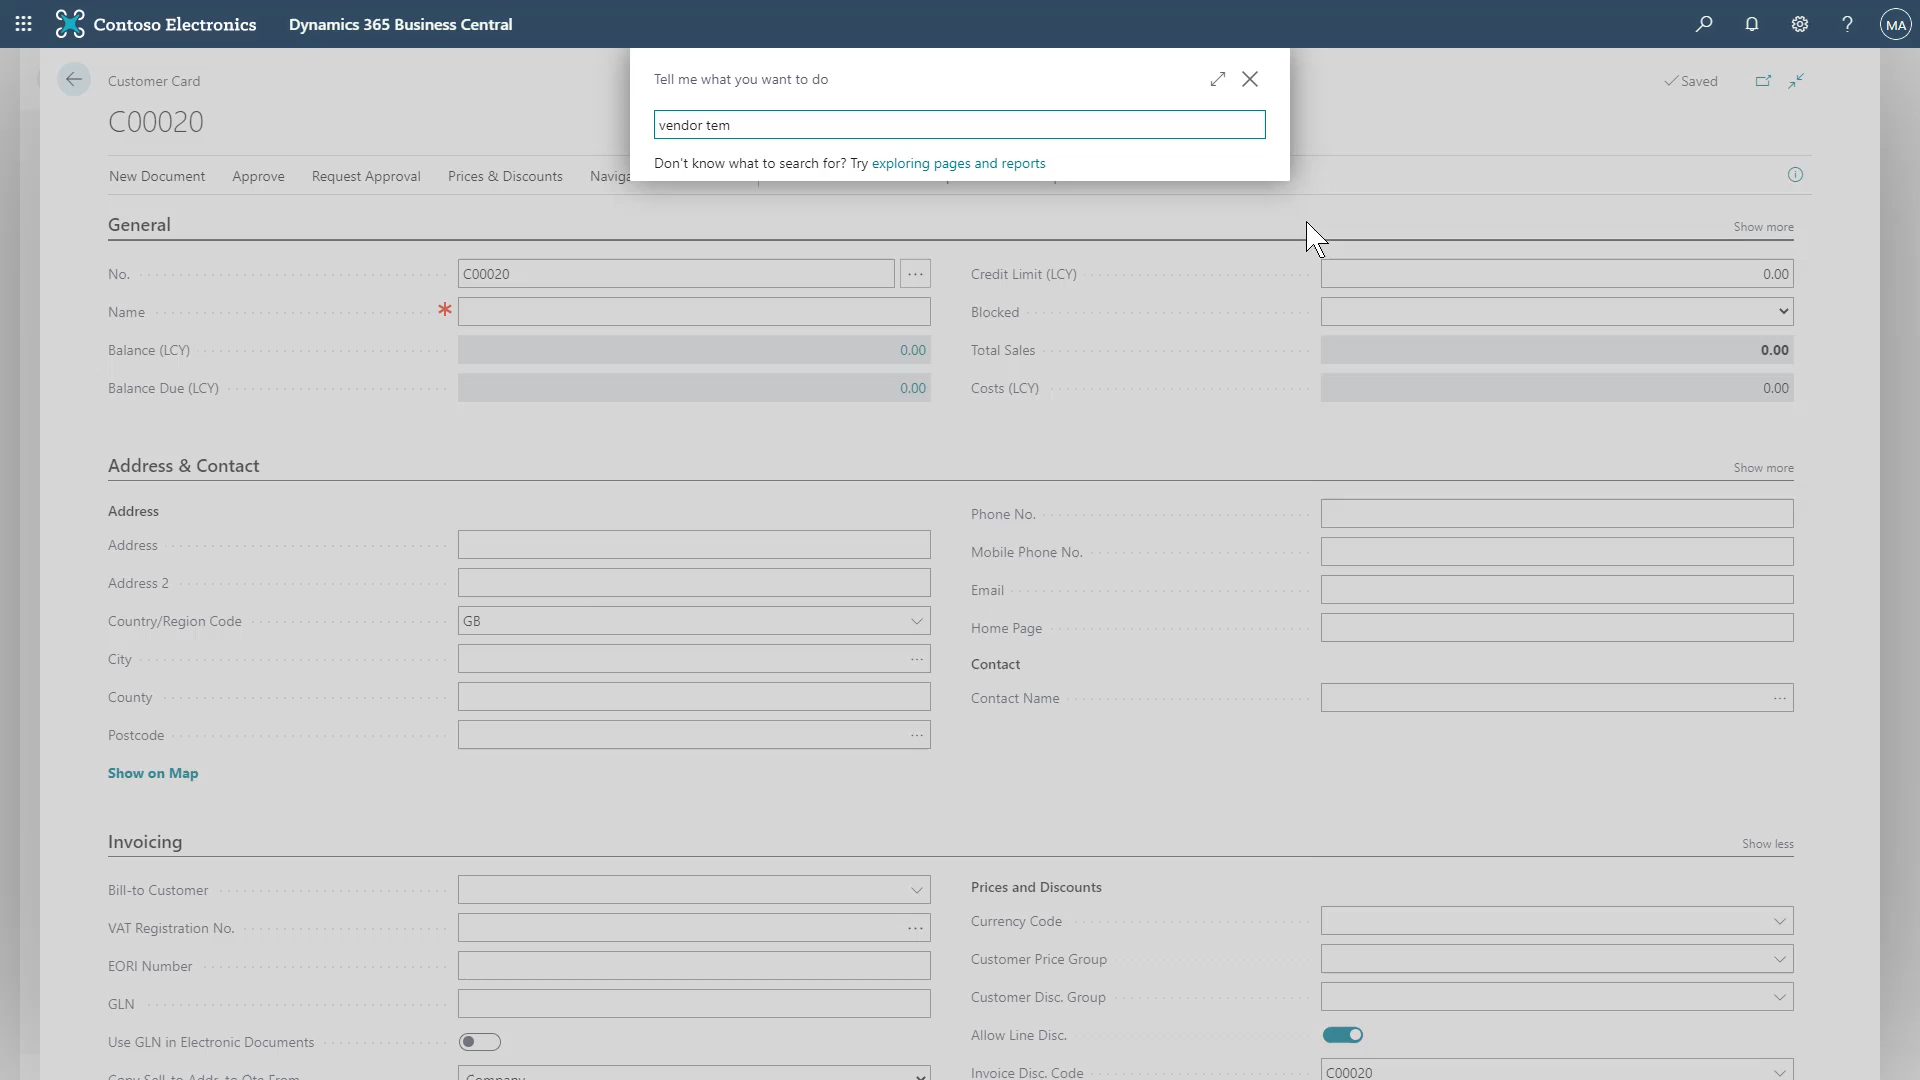 Contoso Electronics
Dynamics 365 Business Central
MA
Tell me what you want to do
vendor tem
Don't know what to search for? Try exploring pages and reports
Customer Card
Saved
C00020
New Document
Approve
Request Approval
Prices & Discounts
General
Show more
No.
C00020
Credit Limit (LCY)
0.00
Name
Blocked
Balance (LCY)
0.00
Total Sales
0.00
Balance Due (LCY)
0.00
Costs (LCY)
0.00
Address & Contact
Show more
Address
Phone No.
Address
Mobile Phone No.
Address 2
Email
Country/Region Code
GB
Home Page
City
Contact
County
Contact Name
Postcode
Show on Map
Invoicing
Show less
Bill-to Customer
Prices and Discounts
VAT Registration No.
Currency Code
EORI Number
Customer Price Group
GLN
Customer Disc. Group
Use GLN in Electronic Documents
Allow Line Disc.
Copy Sell-to Addr. to Qte From
Company
Invoice Disc. Code
C00020